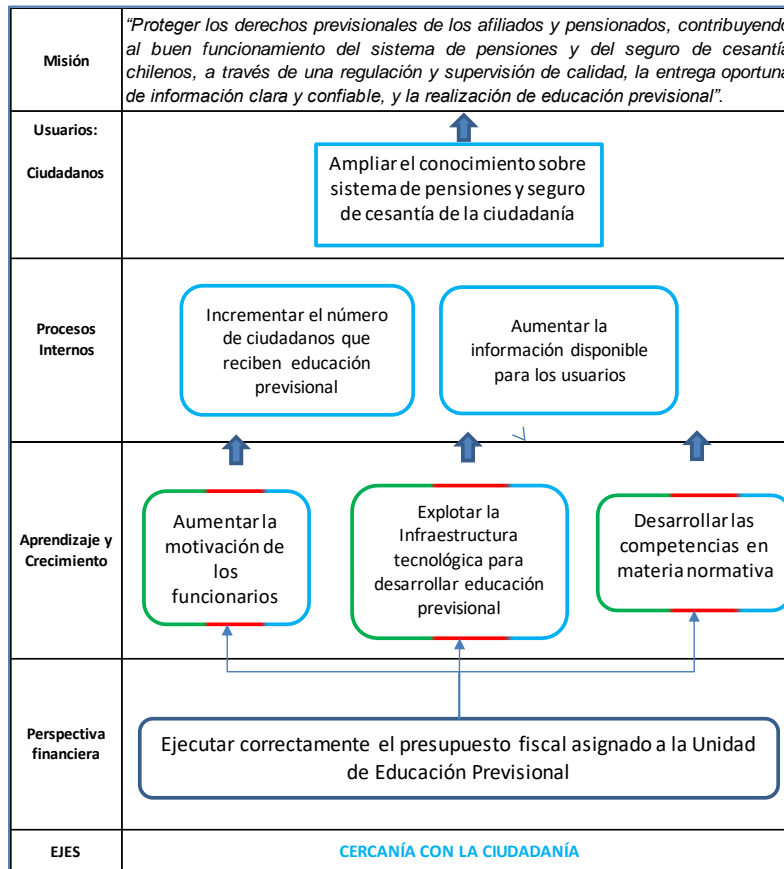 Misión
“Proteger los derechos previsionales de los afiliados y pensionados, contribuyendo
al buen funcionamiento del sistema de pensiones y del seguro de cesantía
chilenos, a través de una regulación y supervisión de calidad, la entrega oportuna
de información clara y confiable, y la realización de educación previsional”.
Usuarios:
Ciudadanos
Ampliar el conocimiento sobre
sistema de pensiones y seguro
de cesantía de la ciudadanía
Procesos
Internos
Incrementar el número
de ciudadanos que
reciben educación
previsional
Aumentar la
información disponible
para los usuarios
Aprendizaje y
Crecimiento
Aumentar la
motivación de
los
funcionarios
Explotar la
Infraestructura
tecnológica para
desarrollar educación
previsional
Desarrollar las
competencias en
materia normativa
Perspectiva
financiera
Ejecutar correctamente el presupuesto fiscal asignado a la Unidad
de Educación Previsional
EJES
CERCANÍA CON LA CIUDADANÍA